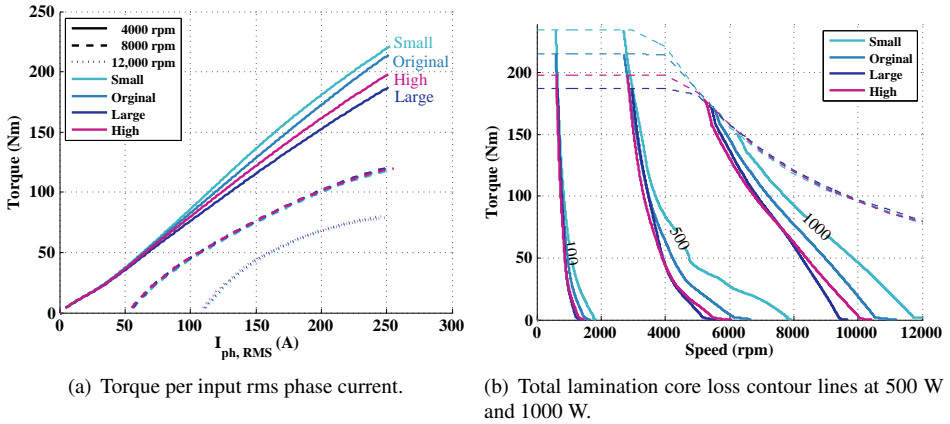 Torque (Nm)
250
200
150
100
50
0
0
50
100
150
200
250
300
I ph, RMS (A)
4000 rpm
8000 rpm
12,000 rpm
Small
Orginal
Large
High
Small
Original
High
Large
(a) Torque per input rms phase current.
Torque (Nm)
200
150
100
50
0
0
2000
4000
6000
8000
10000
12000
Speed (rpm)
Small
Orginal
Large
High
100
500
1000
(b) Total lamination core loss contour lines at 500 W
and 1000 W.